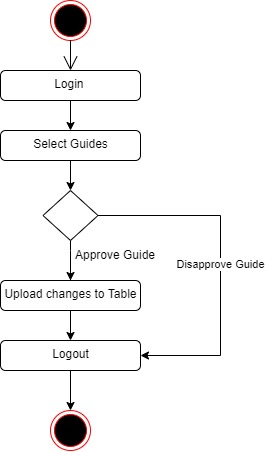 Login
Select Guides
Approve Guide
Disapprove Guide
Upload changes to Table
Logout